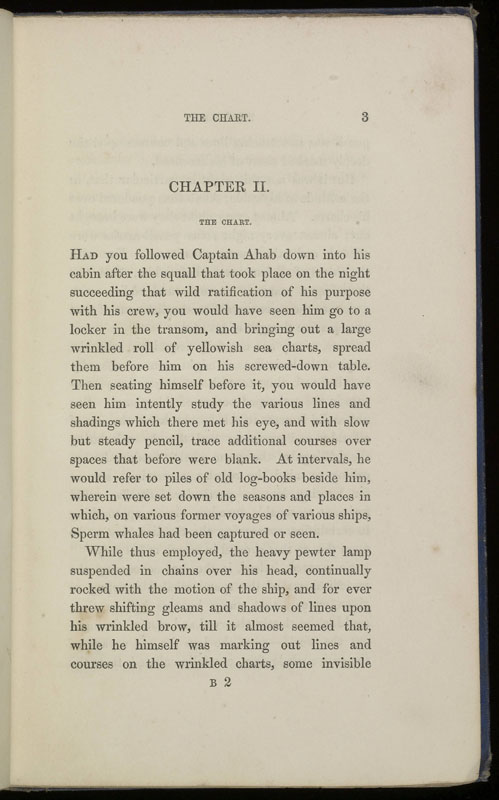 THE CHART. 3
CHAPTER II.
THE CHART.
HAD you followed Captain Ahab down into his
cabin after the squall that took place on the night
succeeding that wild ratification of his purpose
with his crew, you would have seen him go to a
locker in the transom, and bringing out a large
wrinkled roll of yellowish sea charts, spread
them before him on his screwed-down table.
Then seating himself before it, you would have
seen him intently study the various lines and
shadings which there met his eye, and with slow
but steady pencil, trace additional courses over
spaces that before were blank. At intervals, he
would refer to piles of old log-books beside him,
wherein were set down the seasons and places in
which, on various former voyages of various ships,
Sperm whales had been captured or seen.
While thus employed, the heavy pewter lamp
suspended in chains over his head, continually
rocked with the motion of the ship, and for ever
threw shifting gleams and shadows of lines upon
his wrinkled brow, till it almost seemed that,
while he himself was marking out lines and
courses on the wrinkled charts, some invisible
B 2